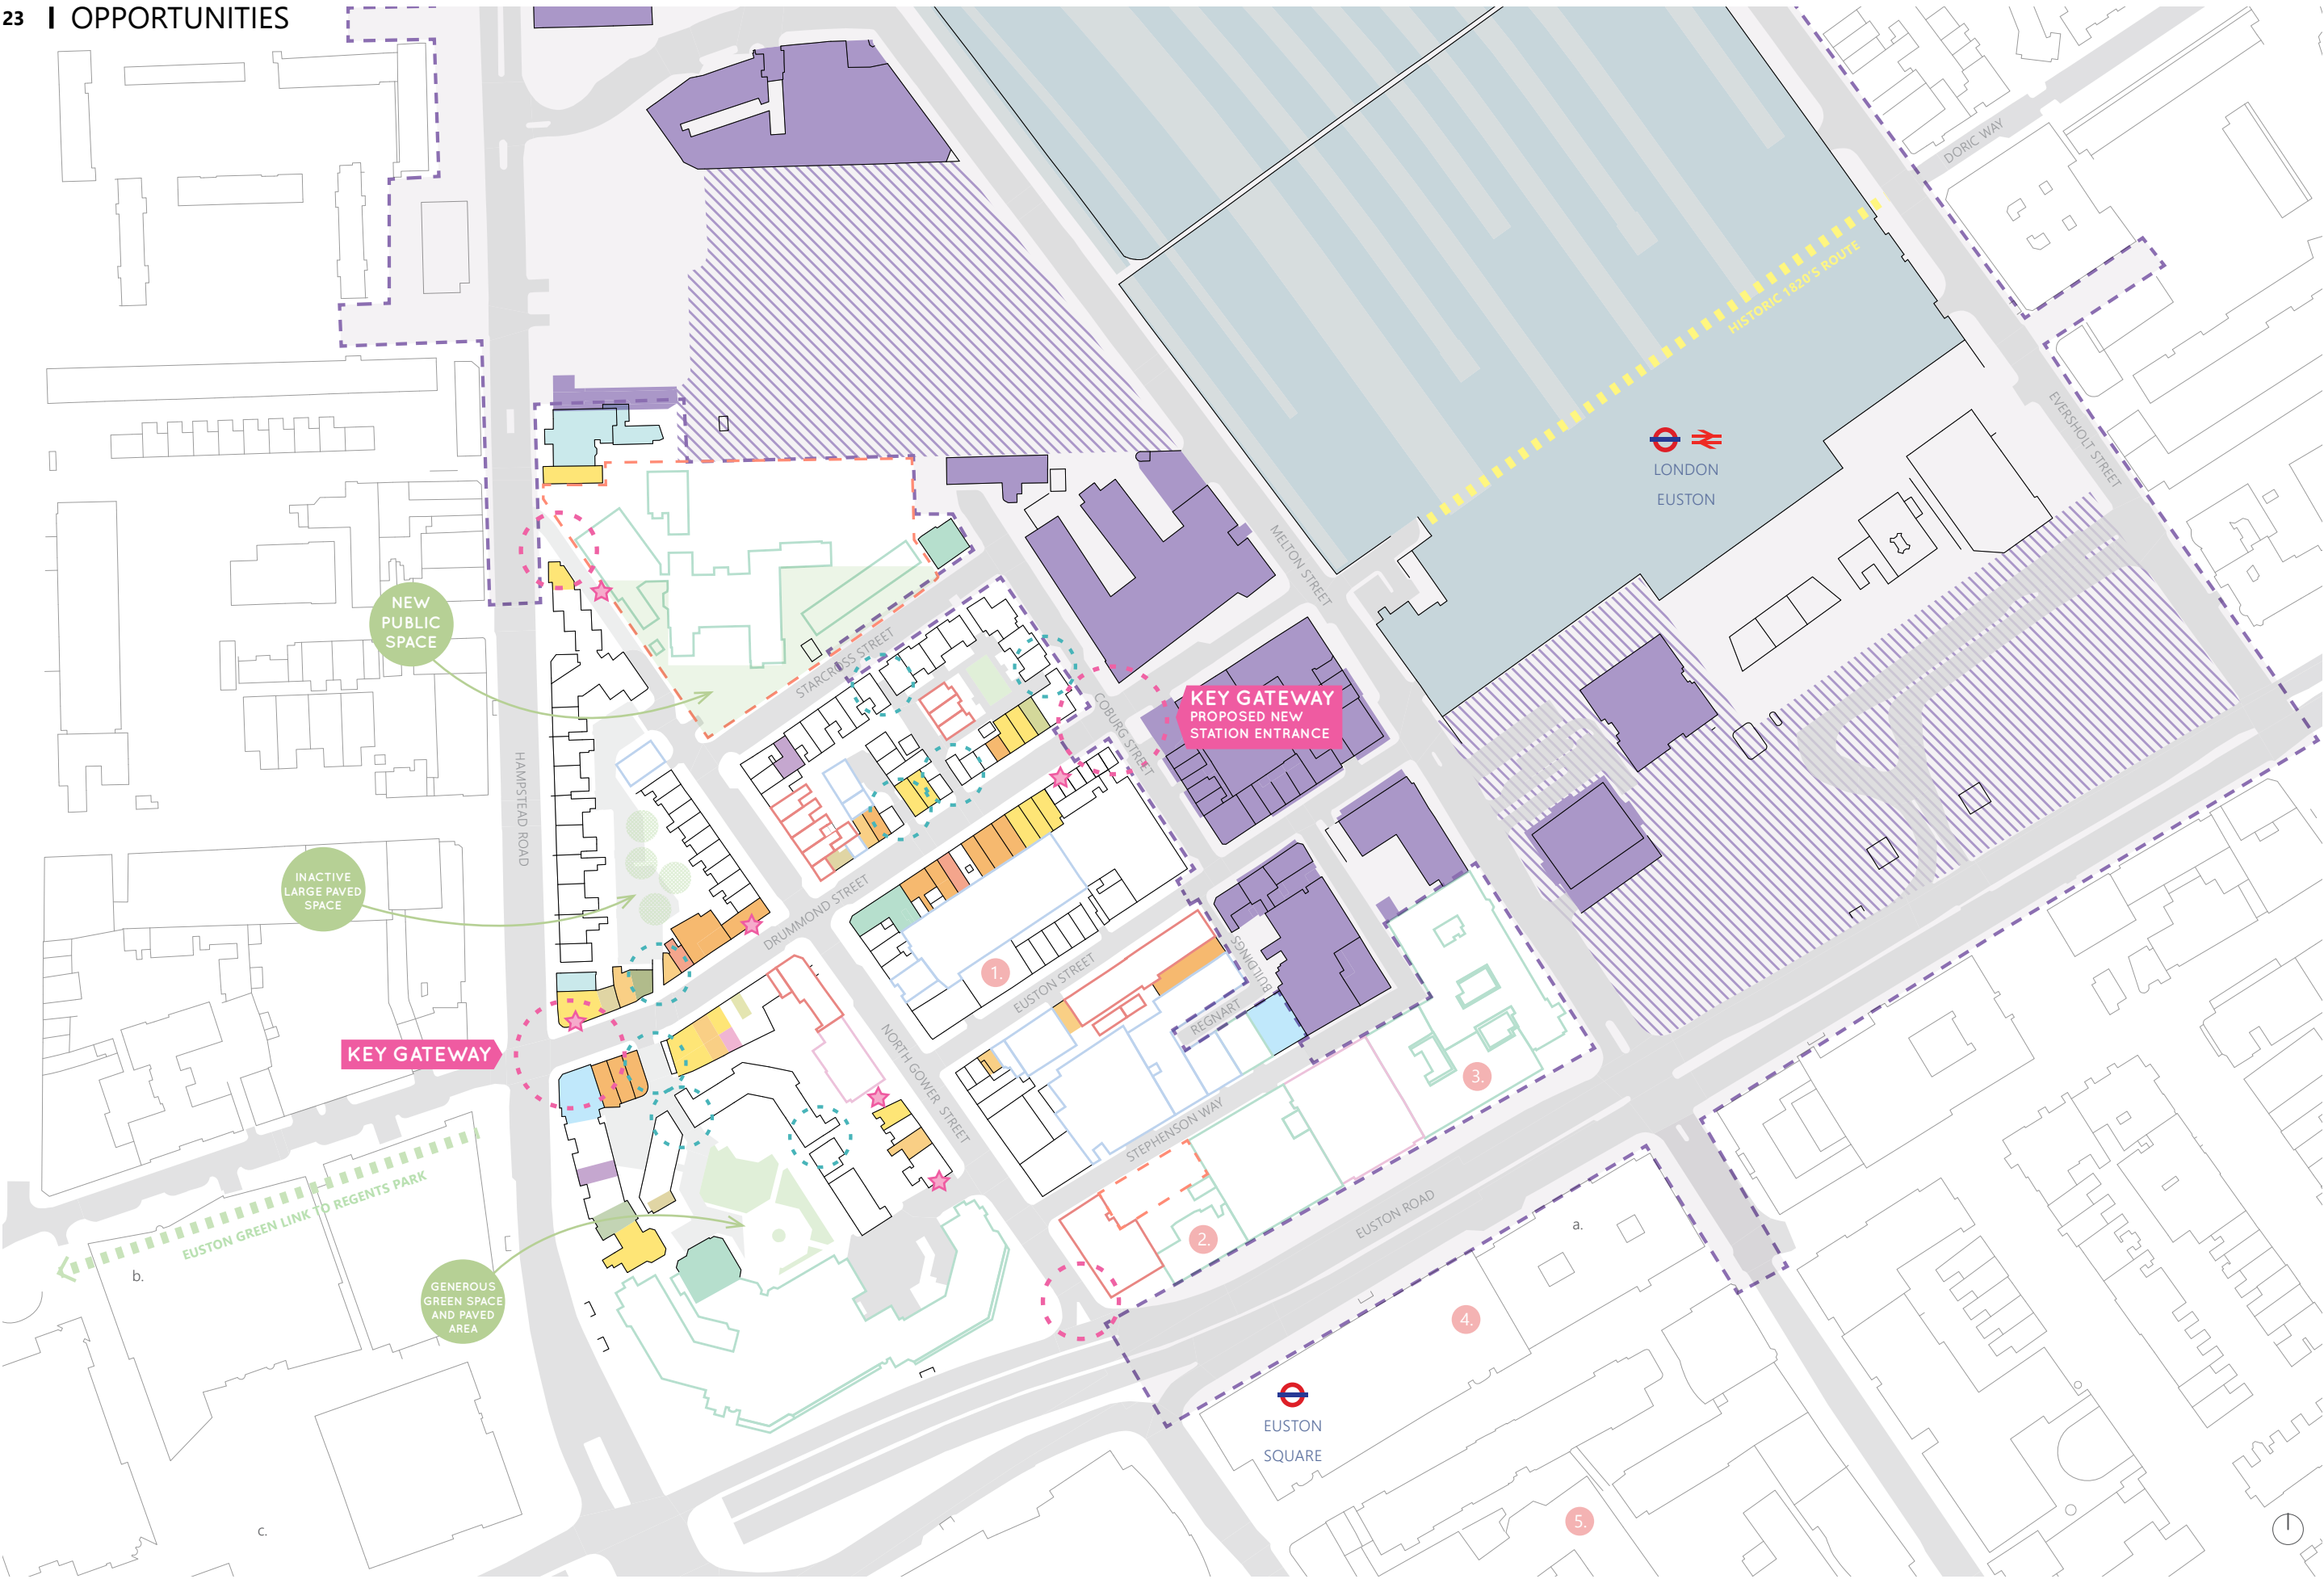 23 I OPPORTUNITIES
DORIC WAY
HISTORIC 1820'S ROUTE
EVERSHOLT STREET
LONDON
EUSTON
MELTON STREET
NEW
PUBLIC
SPACE
STARCROSS STREET
COBURG STREET
KEY GATEWAY
PROPOSED NEW
STATION ENTRANCE
HAMPSTEAD ROAD
INACTIVE
LARGE PAVED
SPACE
DRUMMOND STREET
1.
EUSTON STREET
REGNART
BUILDINGS
KEY GATEWAY
NORTH GOWER STREET
3.
STEPHENSON WAY
EUSTON GREEN LINK TO REGENTS PARK
2.
EUSTON ROAD
a.
b.
GENEROUS
GREEN SPACE
AND PAVED
AREA
4.
EUSTON
SQUARE
5.
c.